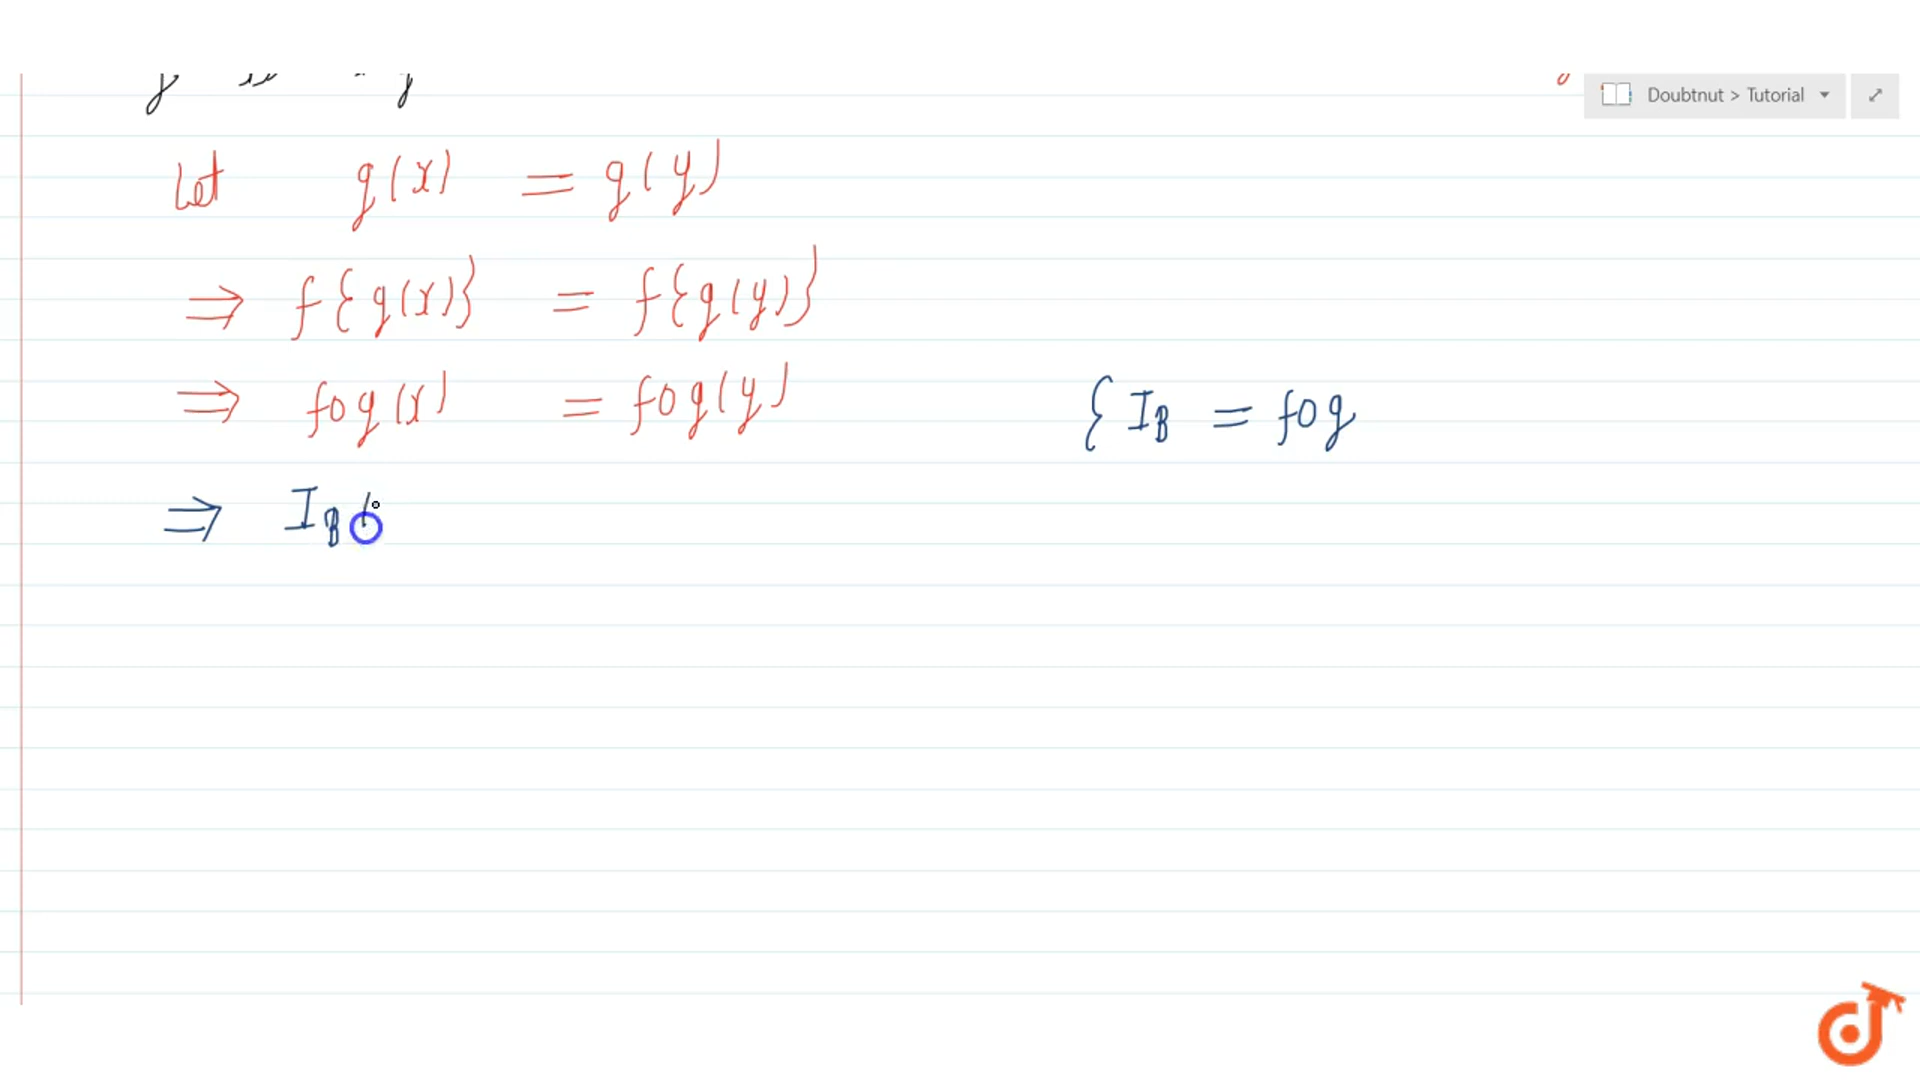 Doubtnut > Tutorial
Let g(x) = g(y)
⇒ f{g(x)} = f{g(y)}
⇒ fog(x) = fog(y) {I_B = fog
⇒ I_B (